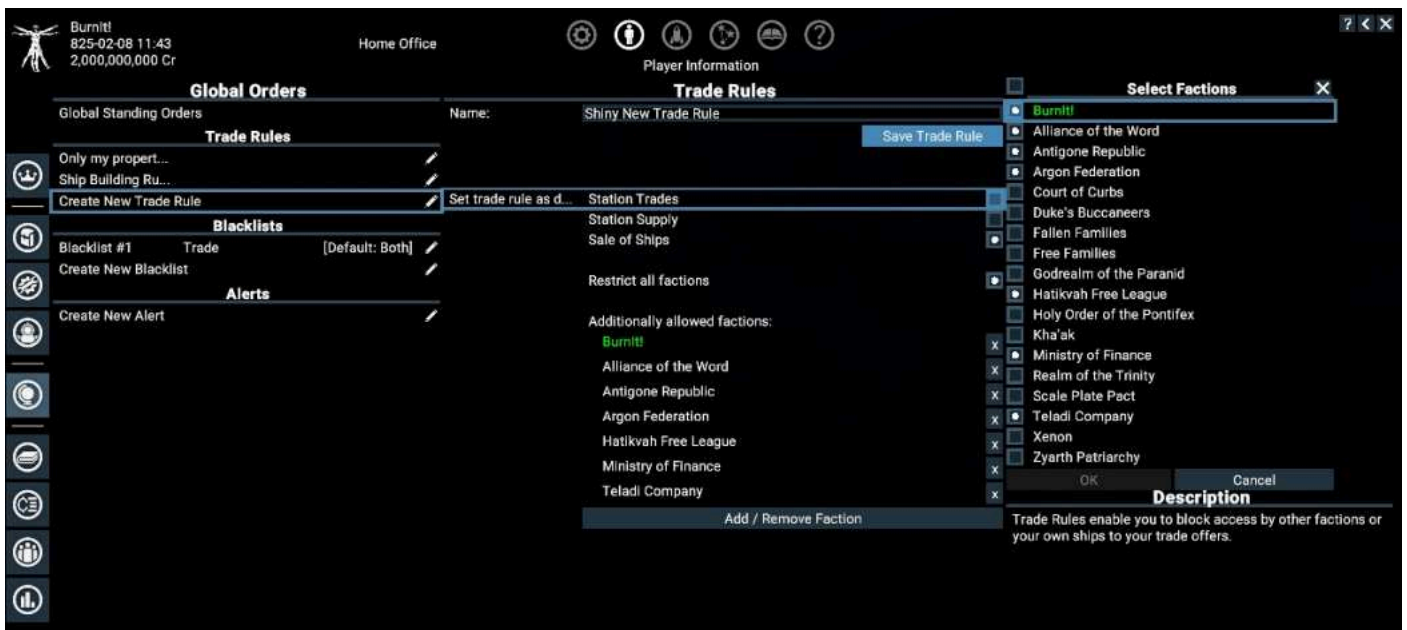 Burnit!
825-02-08 11:43
2,000,000,000 Cr
Home Office
Player Information
? < X
Global Orders
Global Standing Orders
Trade Rules
Only my propert...
Ship Building Ru...
Create New Trade Rule
Blacklists
Blacklist #1 Trade [Default: Both]
Create New Blacklist
Alerts
Create New Alert
Trade Rules
Name: Shiny New Trade Rule
Save Trade Rule
Set trade rule as d... Station Trades
Station Supply
Sale of Ships
Restrict all factions
Additionally allowed factions:
Burnit! x
Alliance of the Word x
Antigone Republic x
Argon Federation x
Hatikvah Free League x
Ministry of Finance x
Teladi Company x
Add / Remove Faction
Select Factions X
Burnit!
Alliance of the Word
Antigone Republic
Argon Federation
Court of Curbs
Duke's Buccaneers
Fallen Families
Free Families
Godrealm of the Paranid
Hatikvah Free League
Holy Order of the Pontifex
Kha'ak
Ministry of Finance
Realm of the Trinity
Scale Plate Pact
Teladi Company
Xenon
Zyarth Patriarchy
OK Cancel
Description
Trade Rules enable you to block access by other factions or
your own ships to your trade offers.